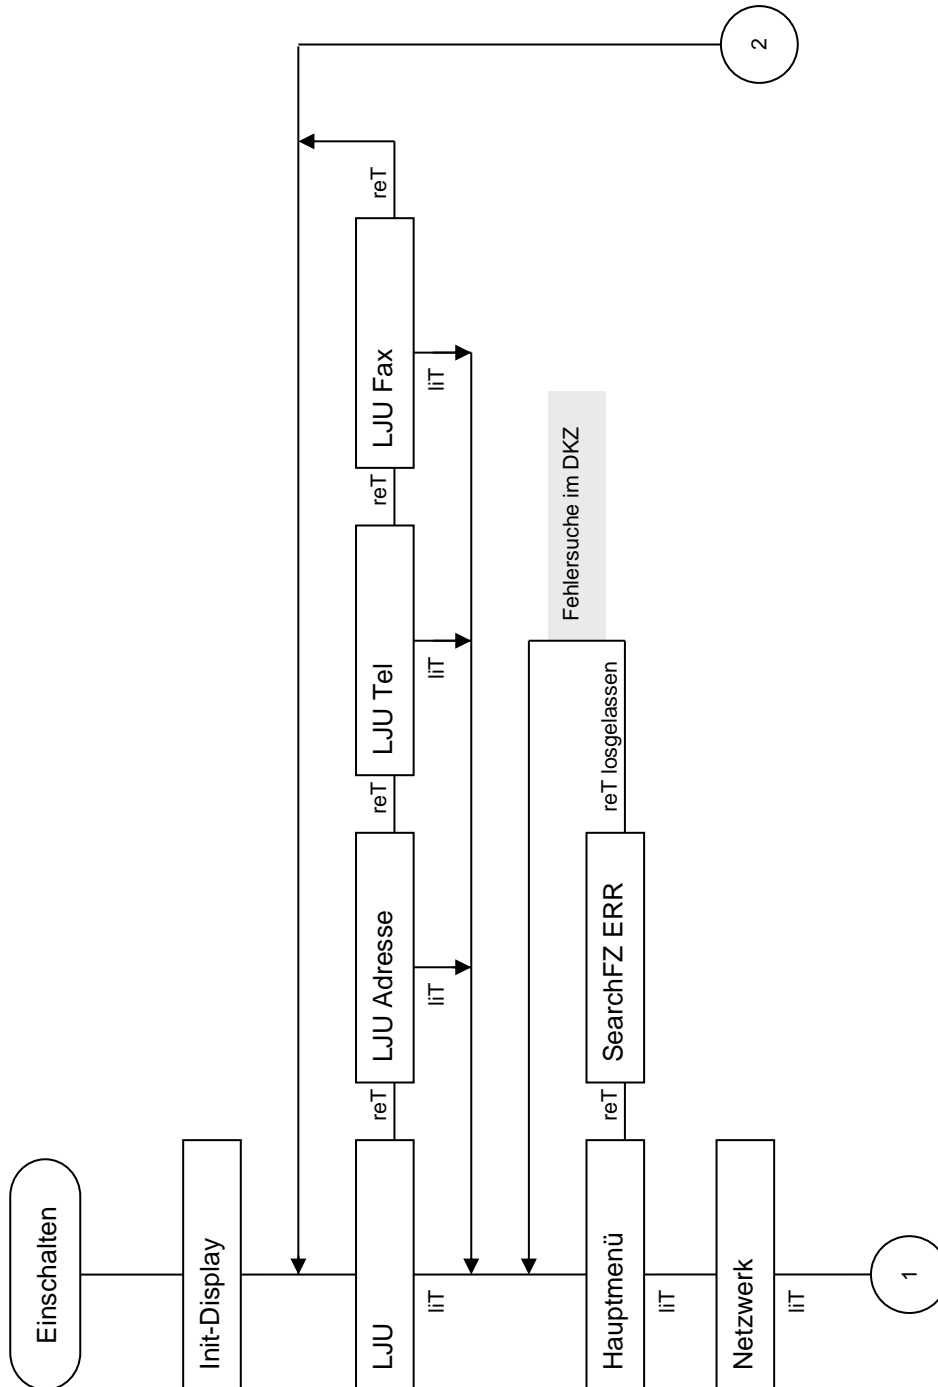 Einschalten
Init-Display
2
LJU
reT
LJU Adresse
reT
LJU Tel
reT
LJU Fax
reT
liT
liT
liT
liT
Hauptmenü
reT
SearchFZ ERR
reT losgelassen
Fehlersuche im DKZ
liT
Netzwerk
liT
1